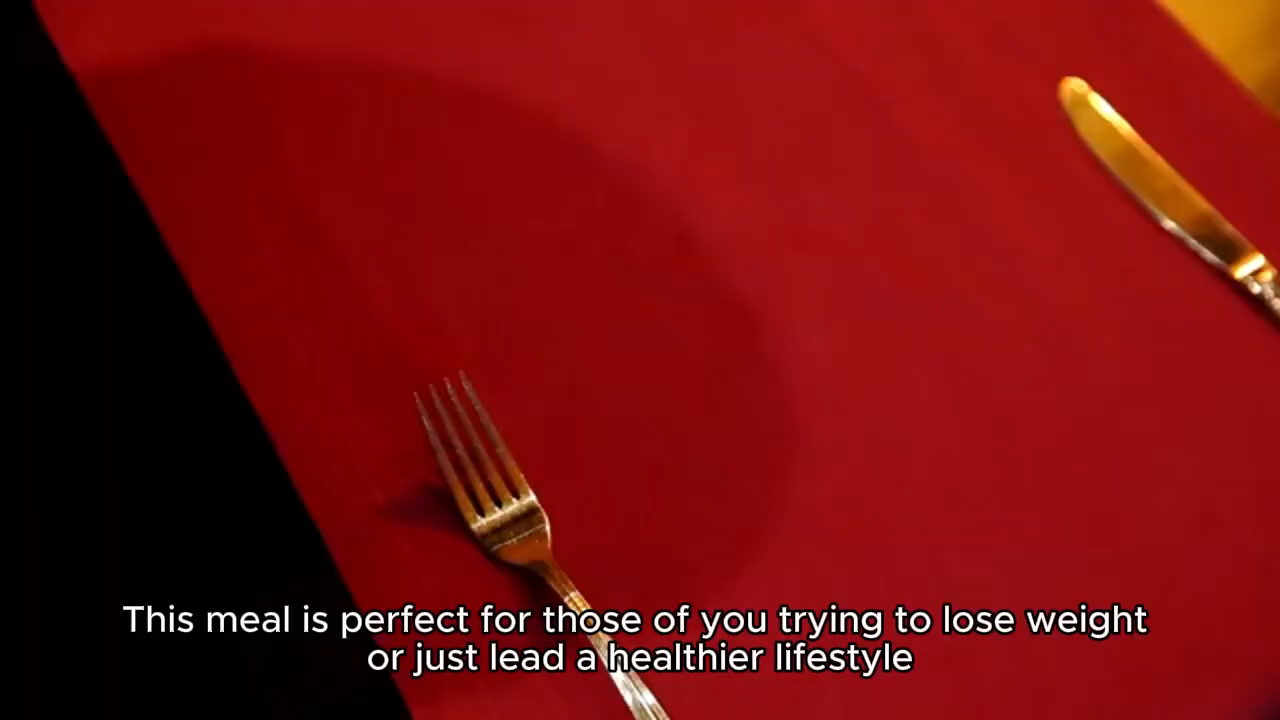 This meal is perfect for those of you trying to lose weight
or just lead a healthier lifestyle